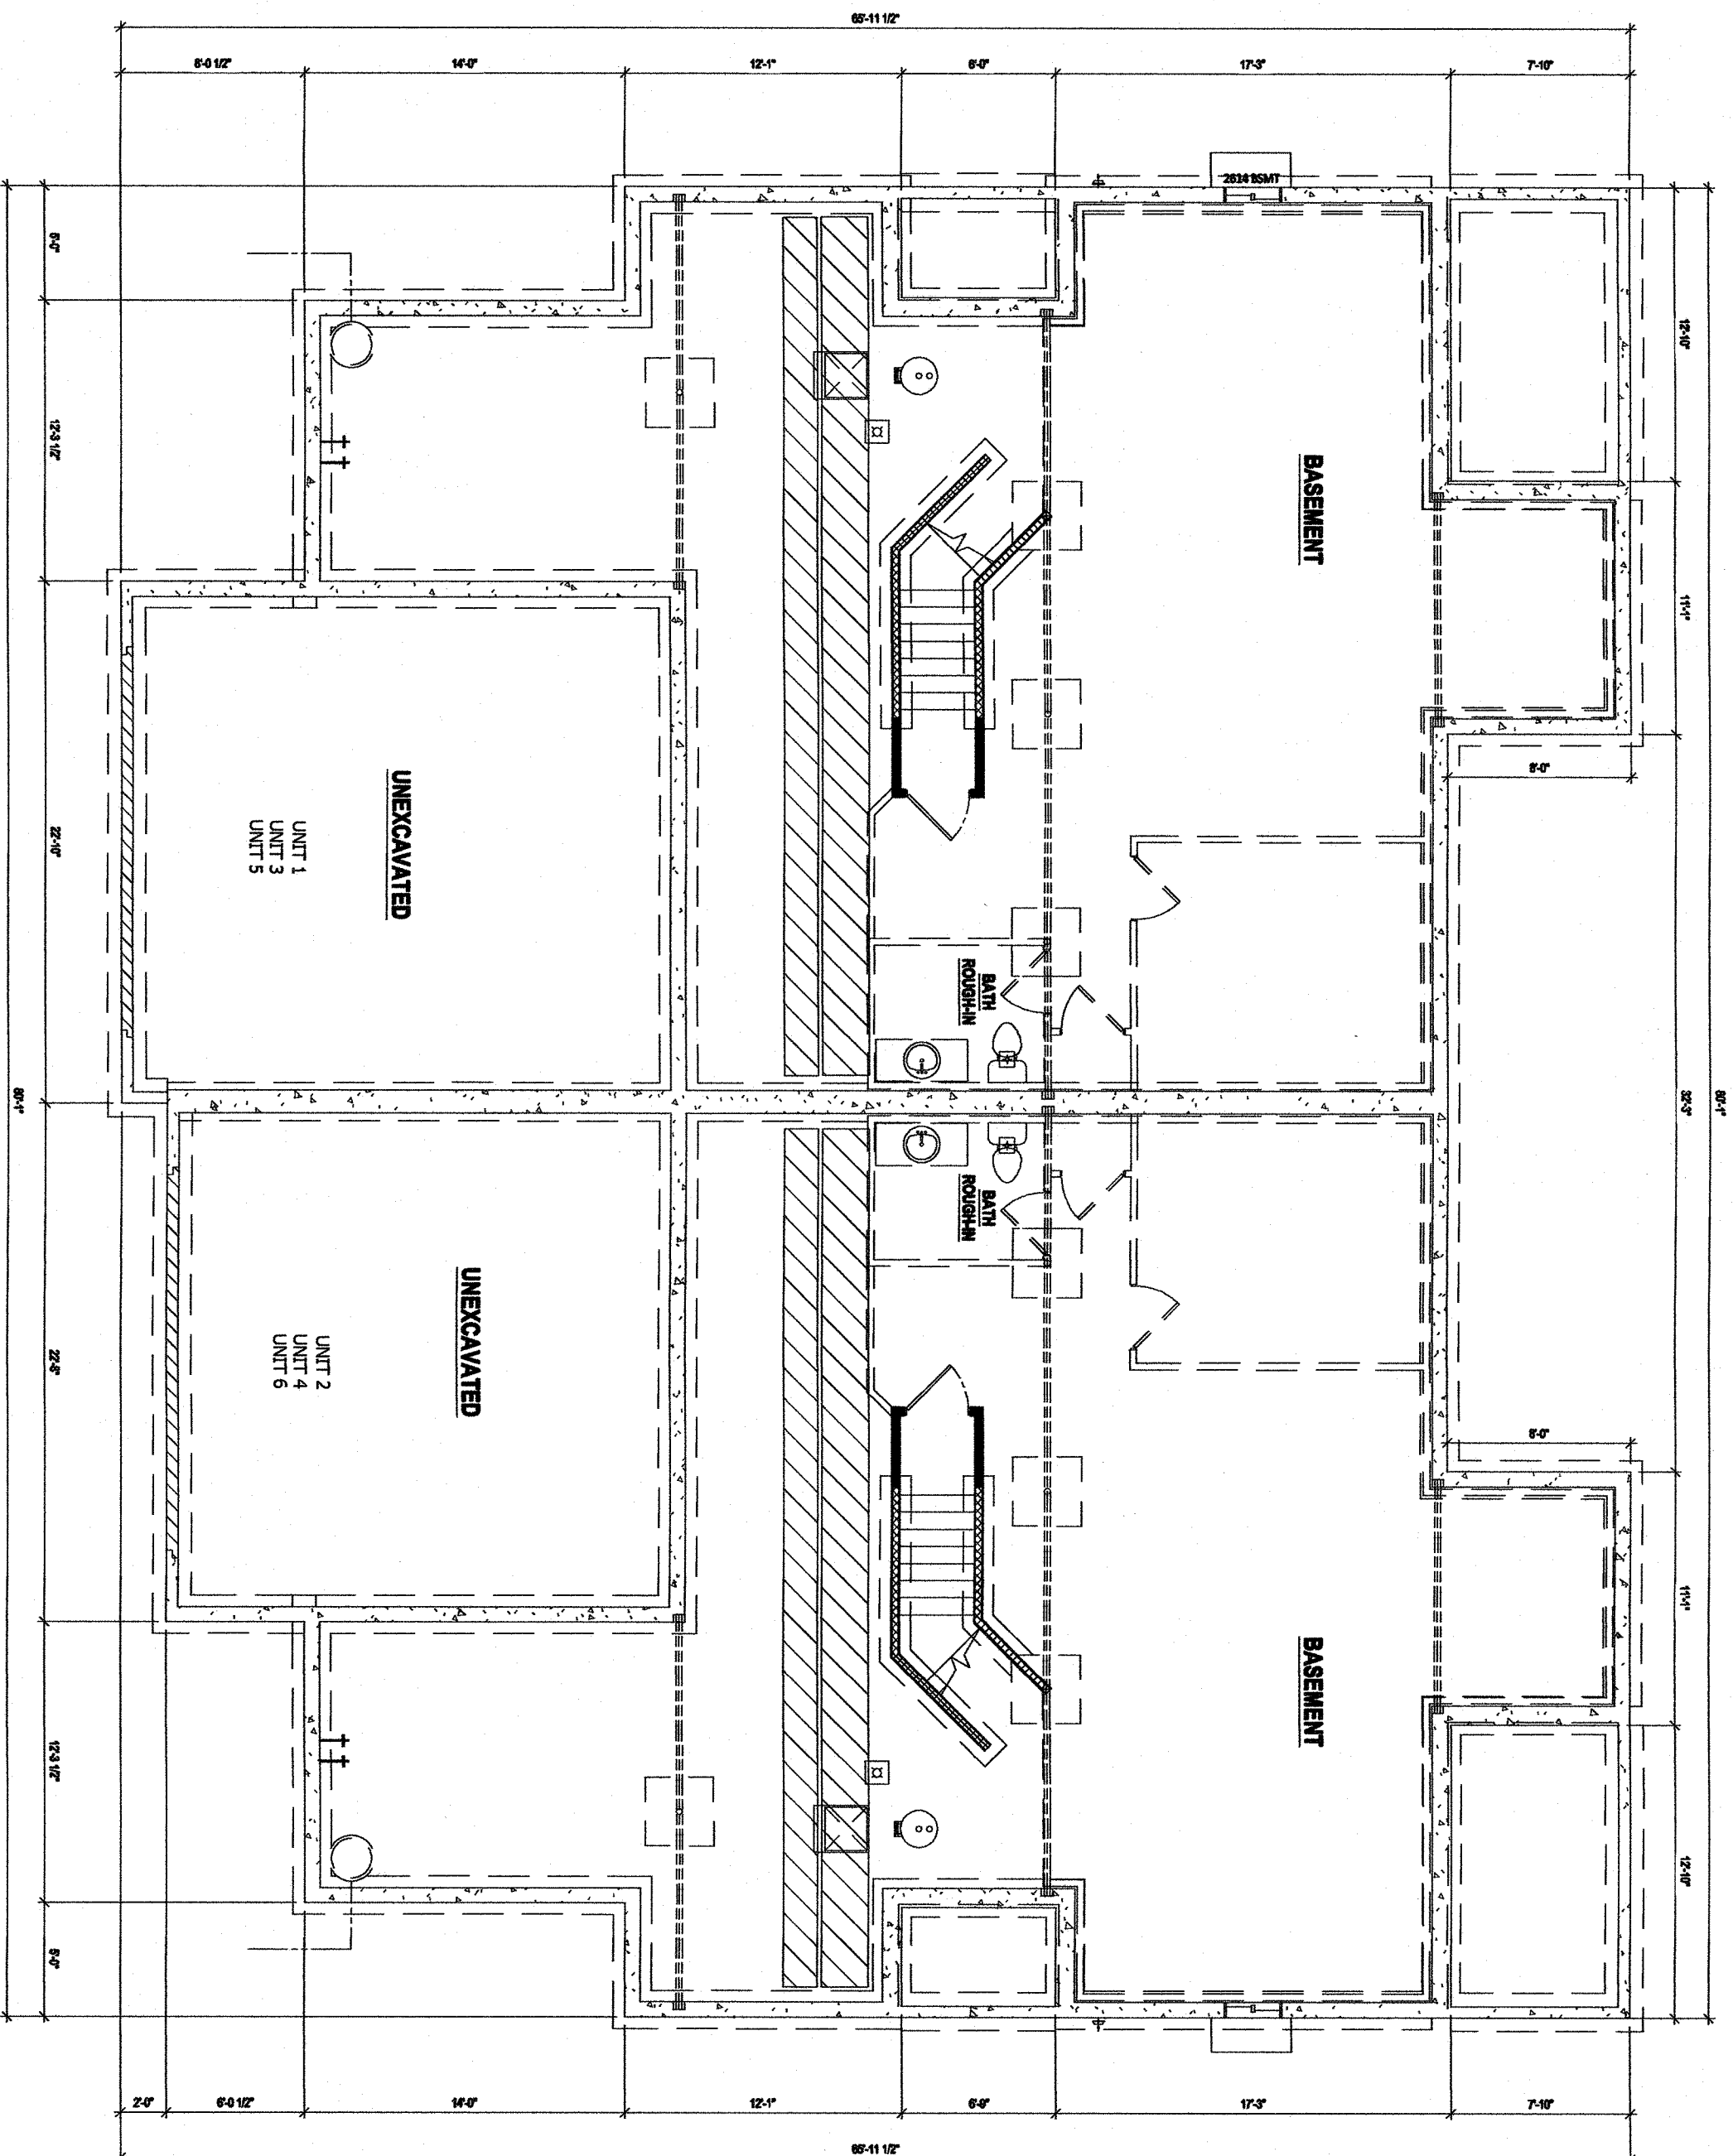 80'-1"
12'-10"
11'-1"
32'-3"
11'-1"
12'-10"
7'-10"
8'-0"
8'-0"
7'-10"
17'-3"
2614 BSMT
BASEMENT
BASEMENT
17'-3"
6'-9"
BATH
ROUGH-IN
BATH
ROUGH-IN
6'-9"
65'-11 1/2"
12'-1"
12'-1"
65'-11 1/2"
14'-0"
UNEXCAVATED
UNEXCAVATED
14'-0"
UNIT 1
UNIT 3
UNIT 5
UNIT 2
UNIT 4
UNIT 6
8'-0 1/2"
6'-0 1/2"
2'-0"
5'-0"
12'-3 1/2"
22'-10"
22'-8"
12'-3 1/2"
5'-0"
80'-1"